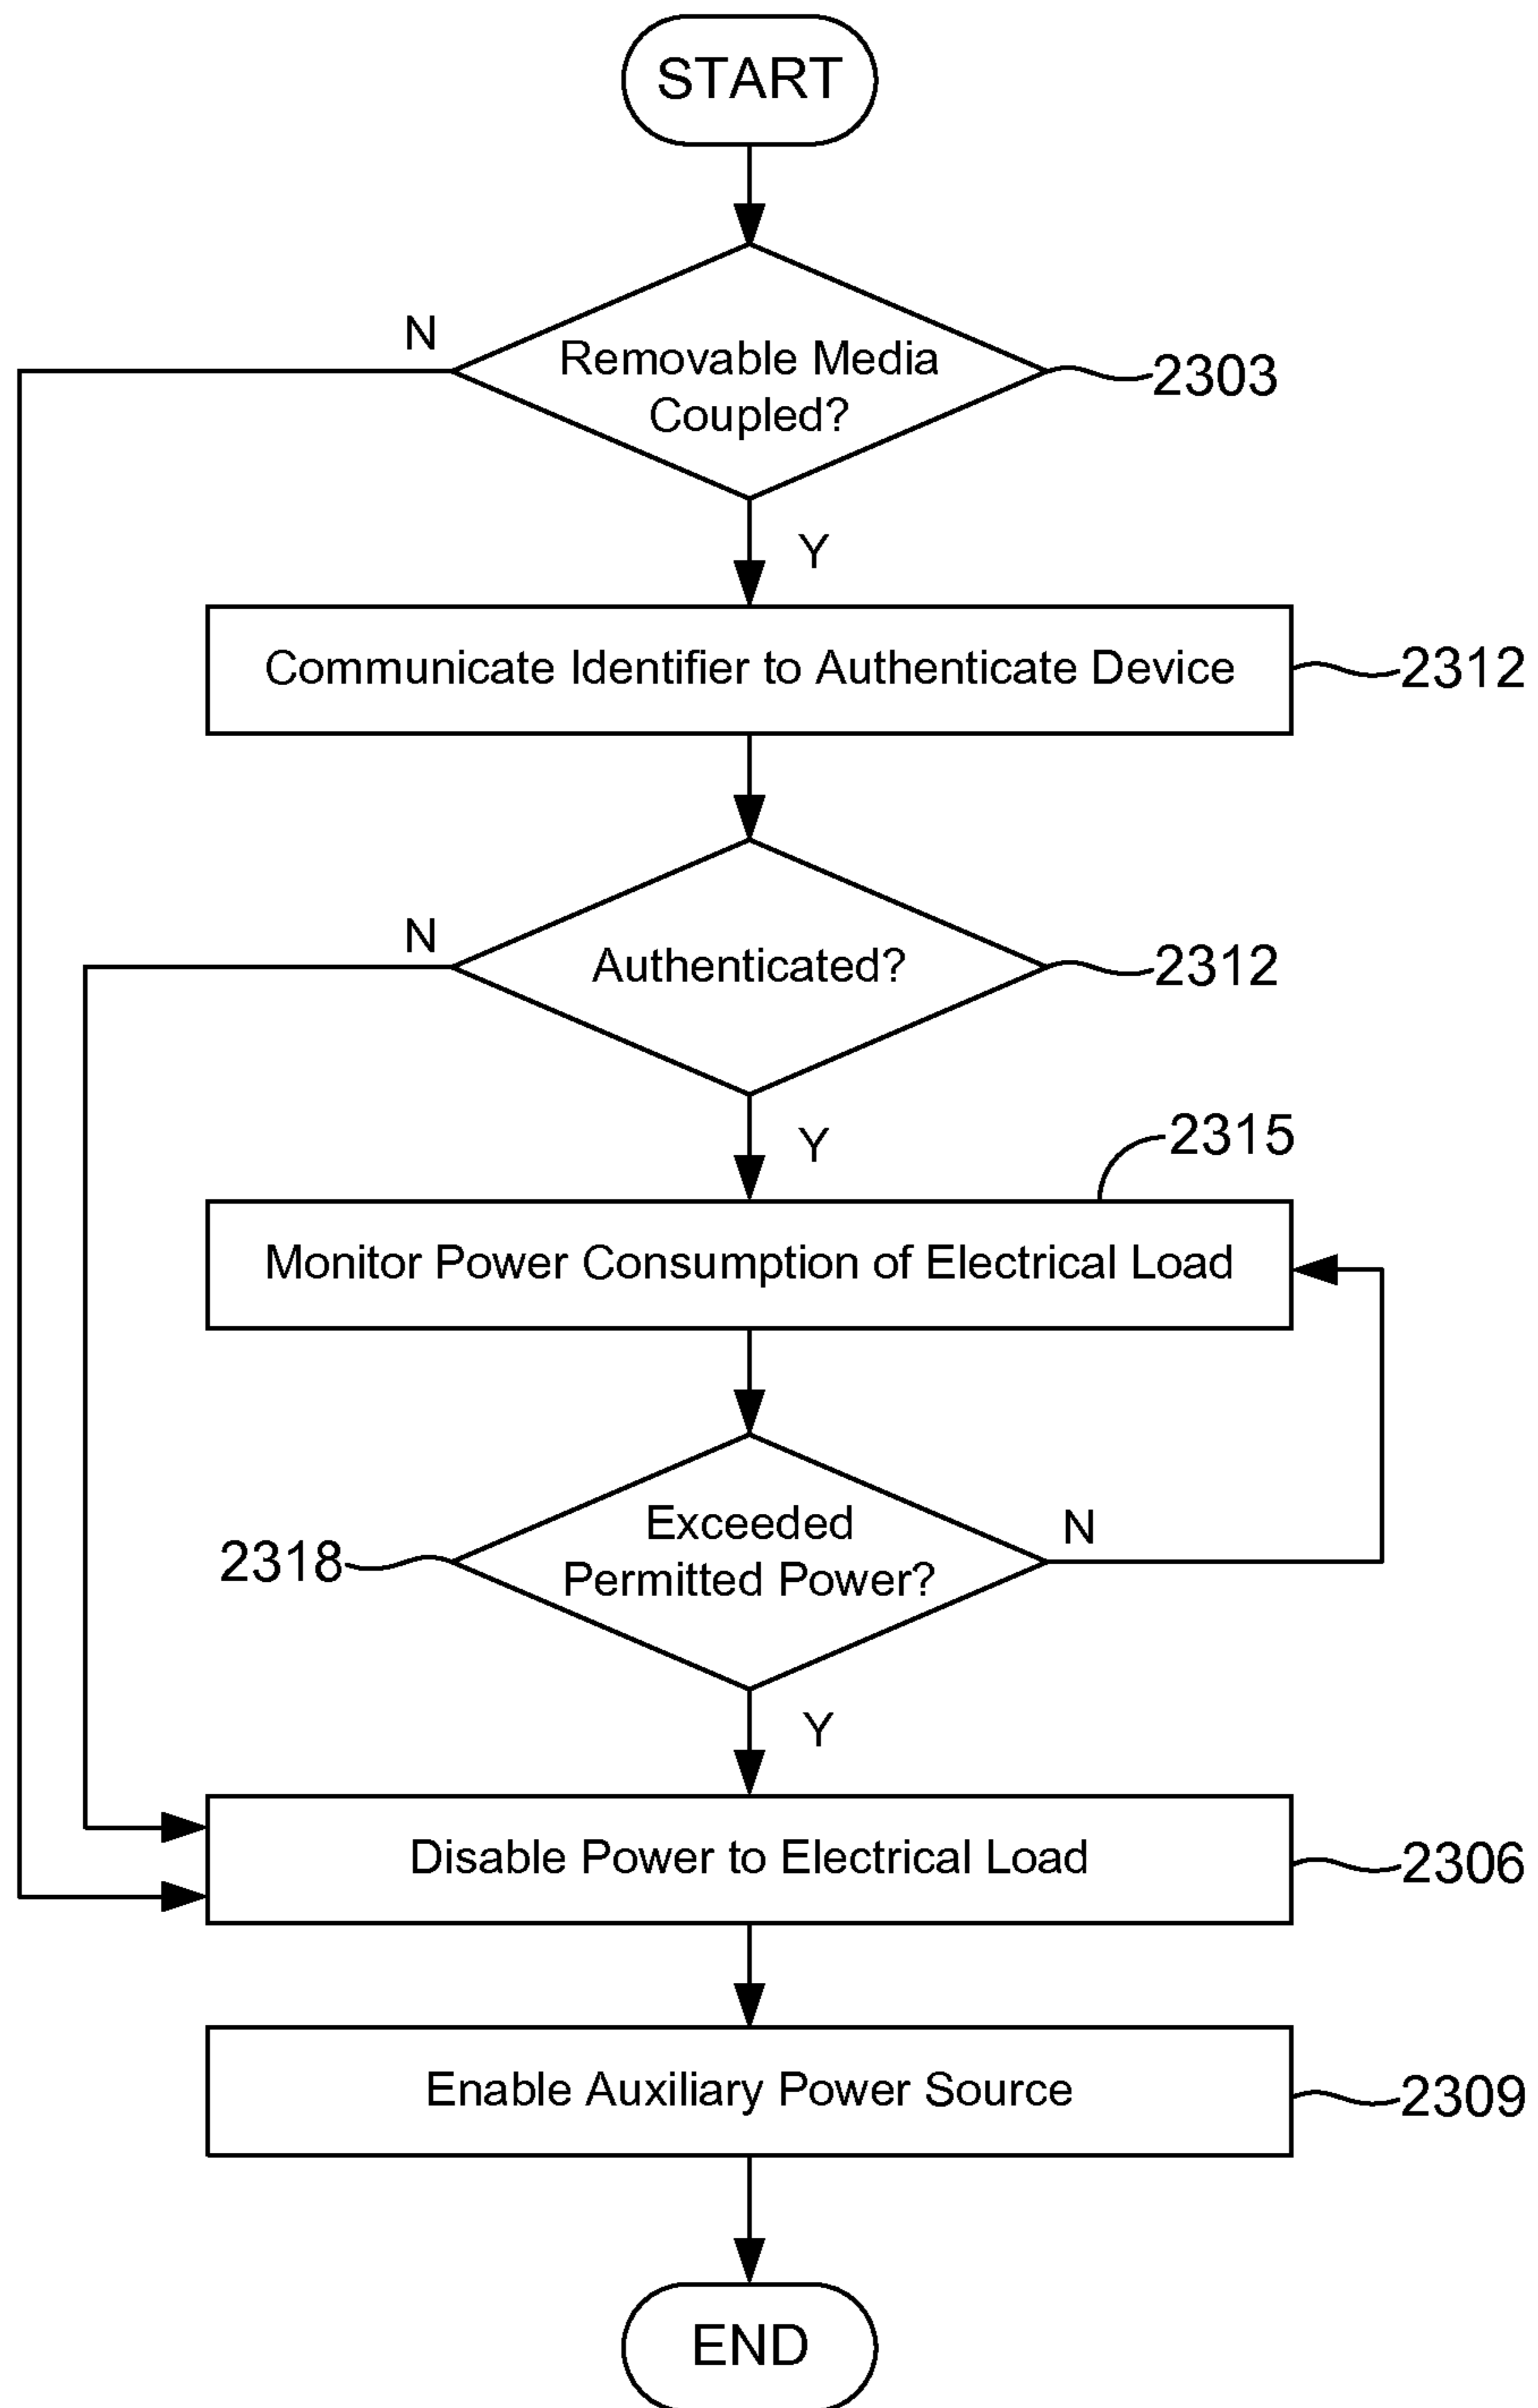 START
N
Removable Media
Coupled?
2303
Y
Communicate Identifier to Authenticate Device
2312
N
Authenticated?
2312
Y
2315
Monitor Power Consumption of Electrical Load
Exceeded
Permitted Power?
N
2318
Y
Disable Power to Electrical Load
2306
Enable Auxiliary Power Source
2309
END